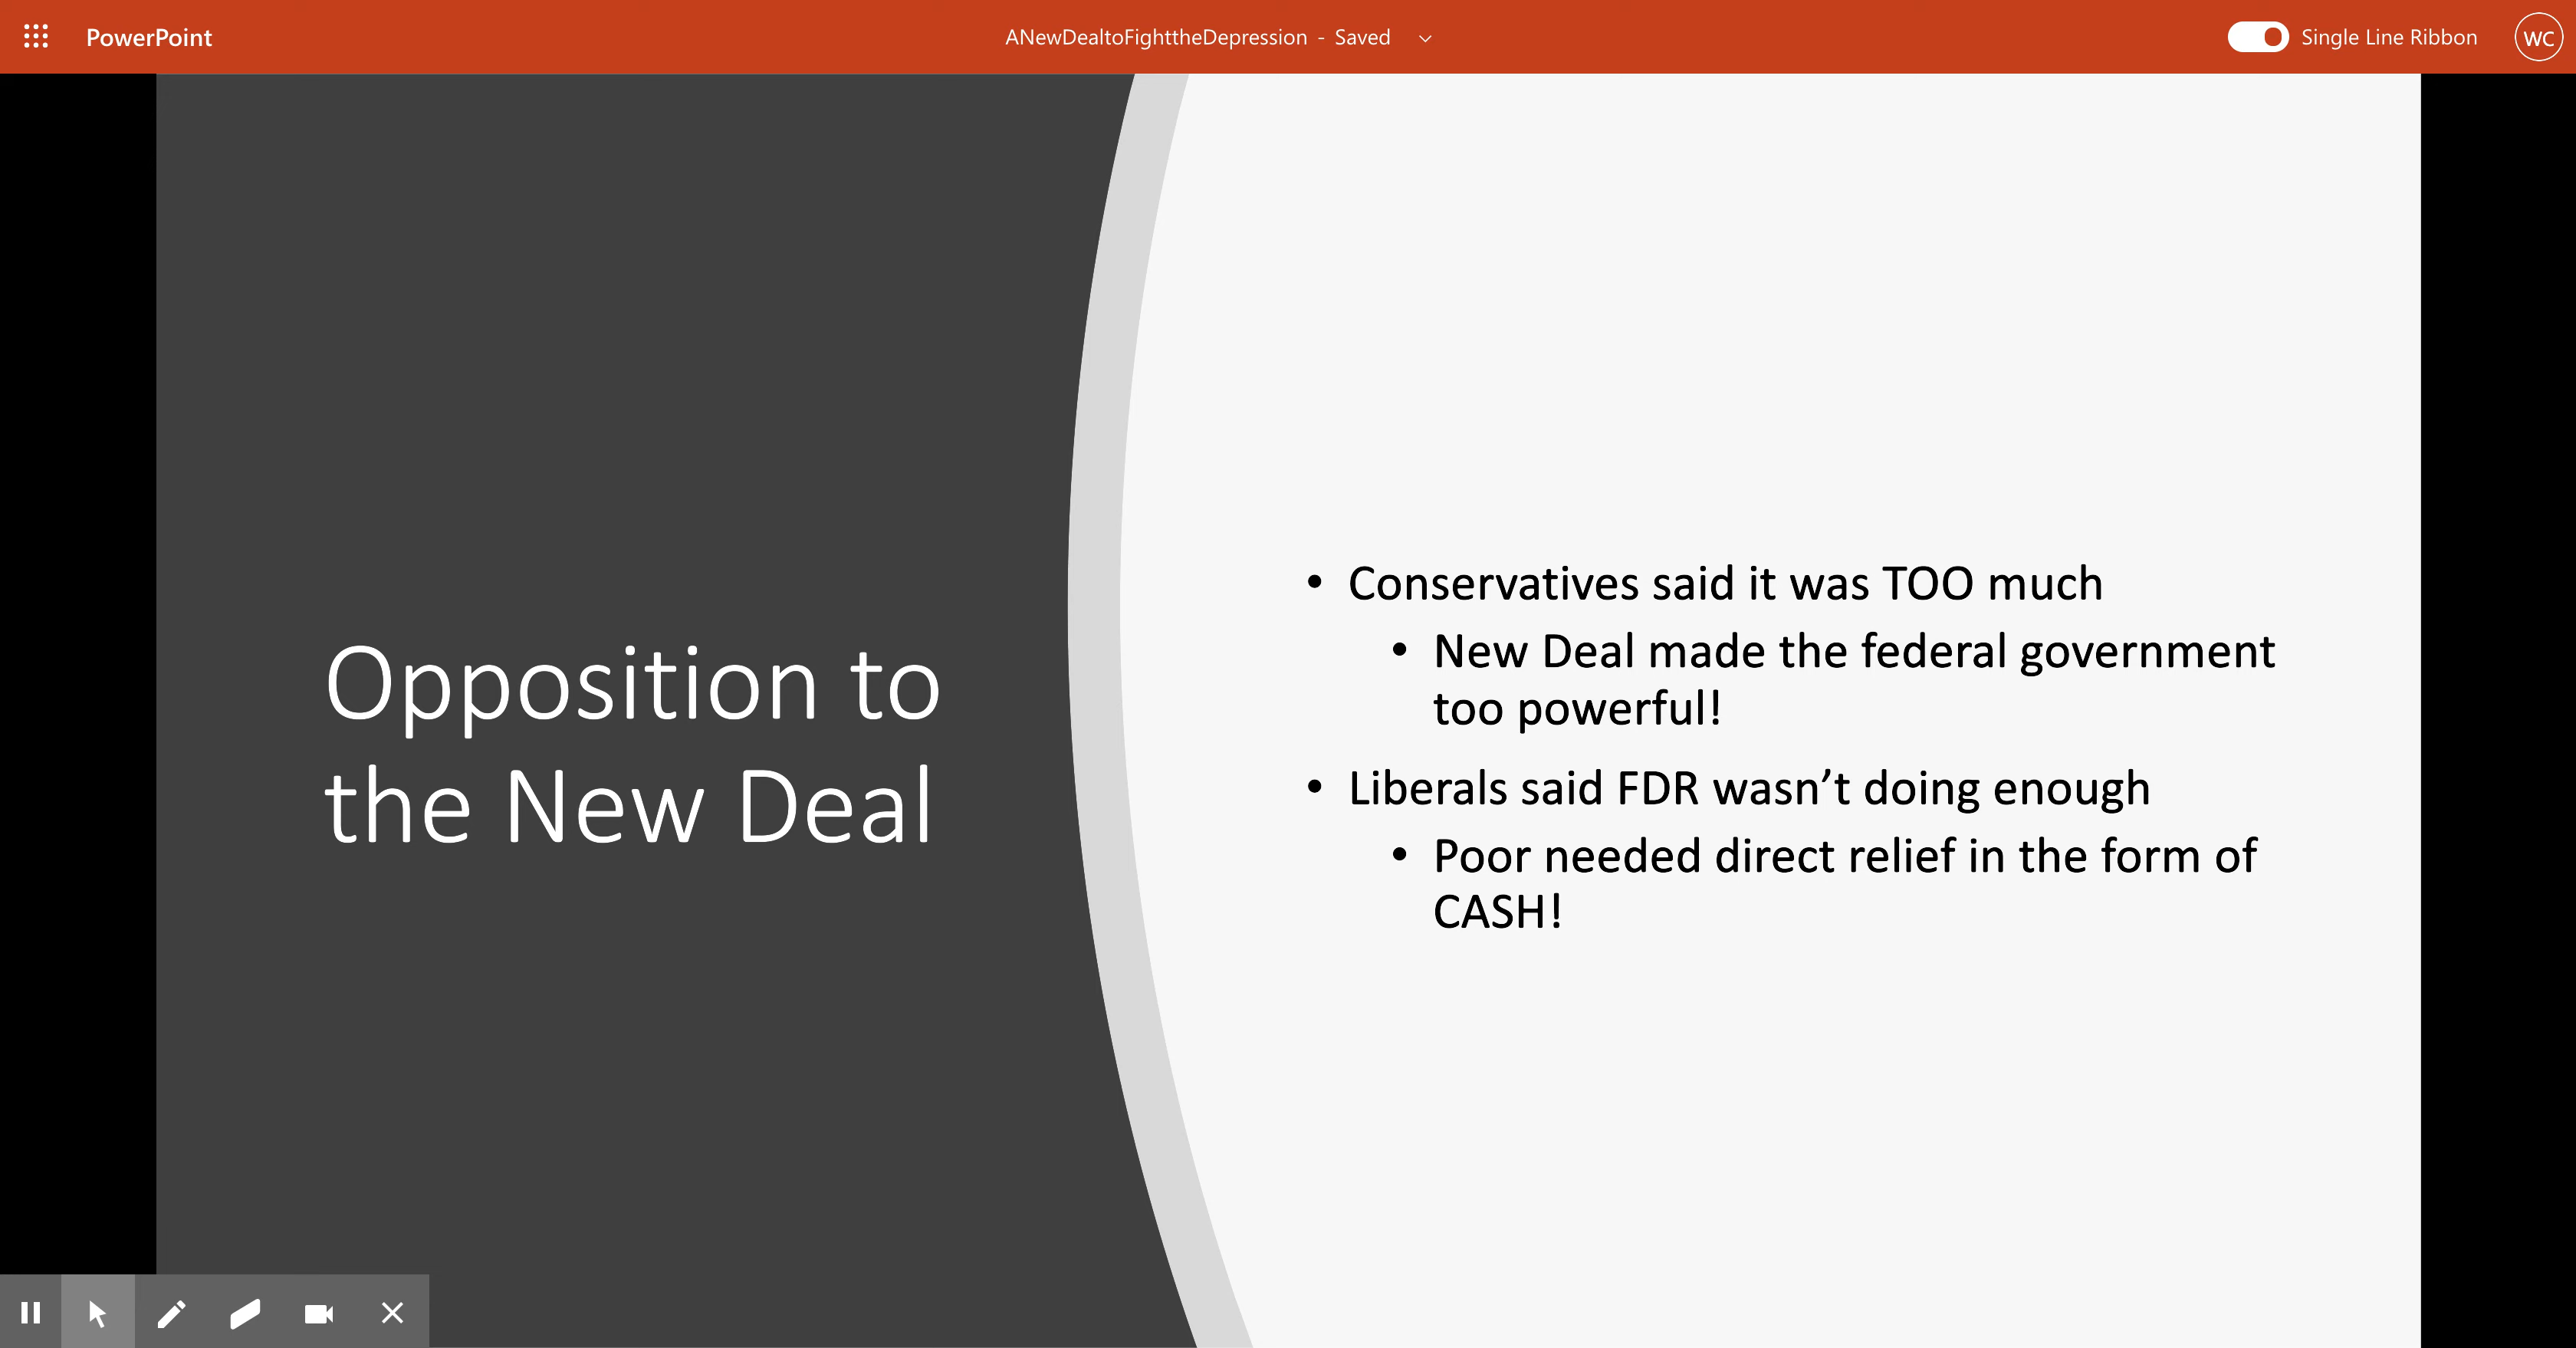 PowerPoint
ANewDealtoFighttheDepression - Saved
Single Line Ribbon
WC
Opposition to
the New Deal
• Conservatives said it was TOO much
• New Deal made the federal government
too powerful!
• Liberals said FDR wasn’t doing enough
• Poor needed direct relief in the form of
CASH!